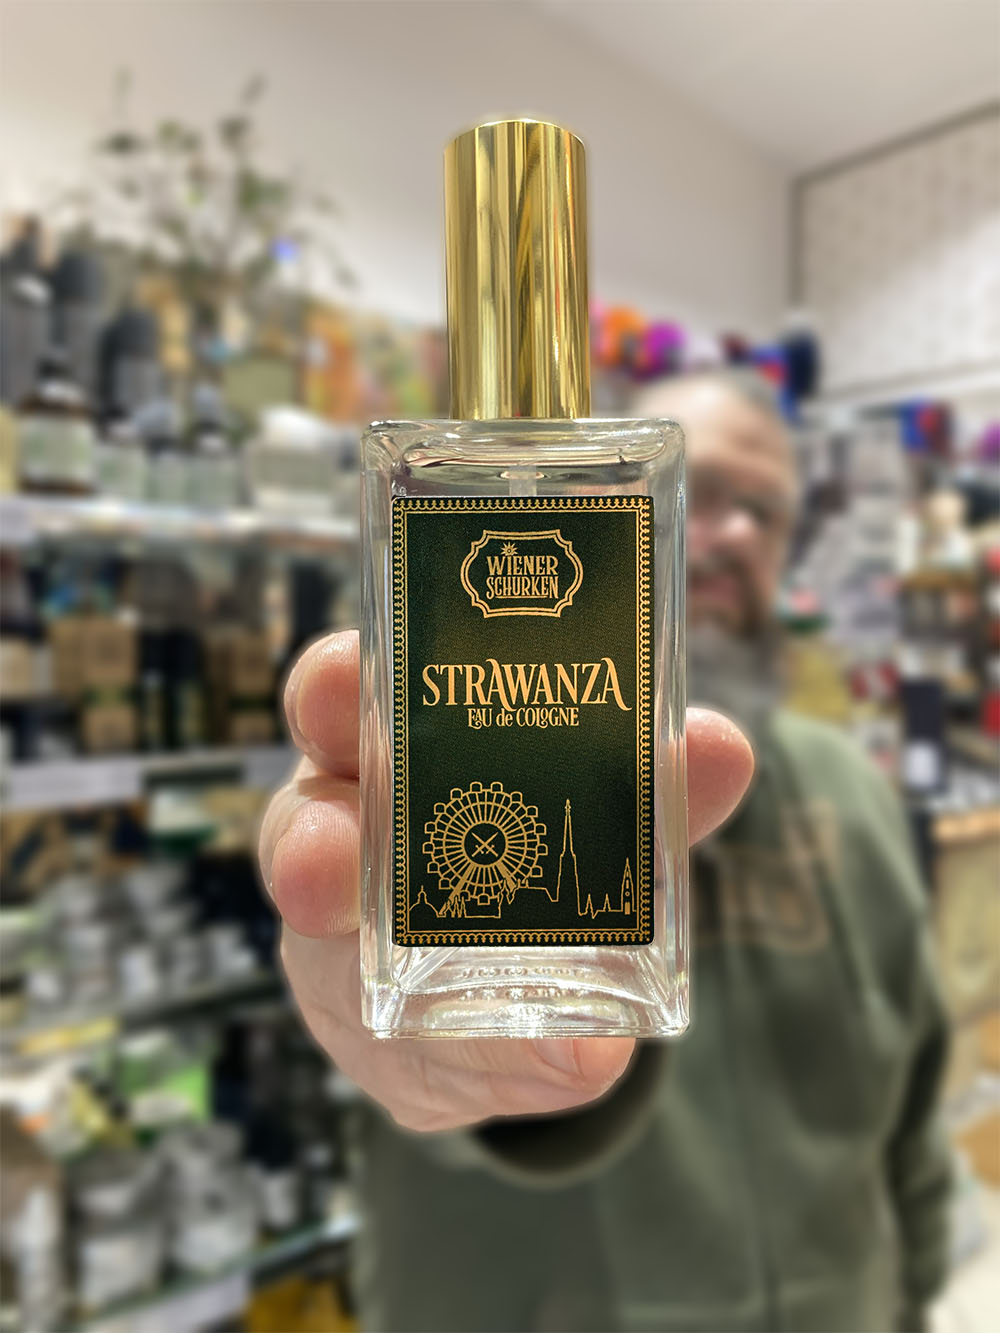 WIENER
SCHURKEN
STRAWANZA
EAU de COLOGNE